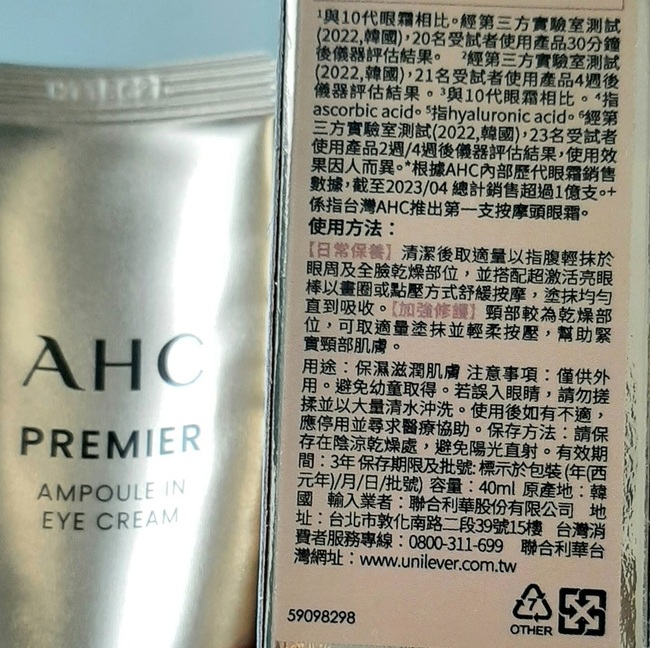 AHC
PREMIER
AMPOULE IN
EYE CREAM
¹與10代眼霜相比。經第三方實驗室測試
(2022,韓國),20名受試者使用產品30分鐘
後儀器評估結果。 ²經第三方實驗室測試
(2022,韓國),21名受試者使用產品4週後
儀器評估結果。³與10代眼霜相比。⁴指
ascorbic acid。⁵指hyaluronic acid。⁶經第
三方實驗室測試(2022,韓國),23名受試者
使用產品2週/4週後儀器評估結果,使用效
果因人而異。*根據AHC內部歷代眼霜銷售
數據,截至2023/04 總計銷售超過1億支。+
係指台灣AHC推出第一支按摩頭眼霜。
使用方法：
【日常保養】清潔後取適量以指腹輕抹於
眼周及全臉乾燥部位，並搭配超激活亮眼
棒以畫圈或點壓方式舒緩按摩，塗抹均勻
直到吸收。【加強修護】頸部較為乾燥部
位，可取適量塗抹並輕柔按壓，幫助緊
實頸部肌膚。
用途：保濕滋潤肌膚 注意事項：僅供外
用。避免幼童取得。若誤入眼睛，請勿搓
揉並以大量清水沖洗。使用後如有不適，
應停用並尋求醫療協助。保存方法：請保
存在陰涼乾燥處，避免陽光直射。有效期
間：3年 保存期限及批號: 標示於包裝 (年(西
元年)/月/日/批號) 容量：40ml 原產地：韓
國 輸入業者：聯合利華股份有限公司 地
址：台北市敦化南路二段39號15樓 台灣消
費者服務專線：0800-311-699 聯合利華台
灣網址：www.unilever.com.tw
59098298
7
OTHER